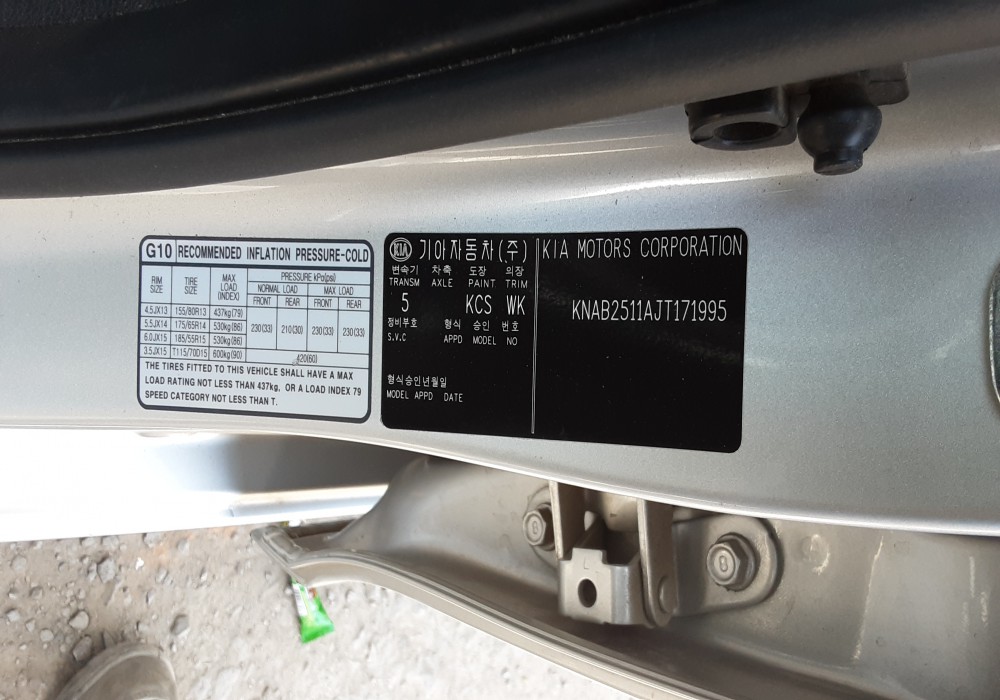 G10 RECOMMENDED INFLATION PRESSURE-COLD
RIM SIZE TIRE SIZE MAX LOAD (INDEX) PRESSURE kPa(psi)
NORMAL LOAD MAX LOAD
FRONT REAR FRONT REAR
4.5JX13 155/80R13 437kg(79) 230(33) 210(30) 230(33) 230(33)
5.5JX14 175/65R14 530kg(86)
6.0JX15 185/55R15 530kg(86)
3.5JX15 T115/70D15 600kg(90) 420(60)
THE TIRES FITTED TO THIS VEHICLE SHALL HAVE A MAX
LOAD RATING NOT LESS THAN 437kg, OR A LOAD INDEX 79
SPEED CATEGORY NOT LESS THAN T.
KIA 기아자동차(주)
변속기 차축 도장 의장
TRANSM AXLE PAINT TRIM
5 KCS WK
정비부호 형식 승인 번호
S.V.C APPD MODEL NO
형식승인년월일
MODEL APPD DATE
KIA MOTORS CORPORATION
KNAB2511AJT171995
L
8
8